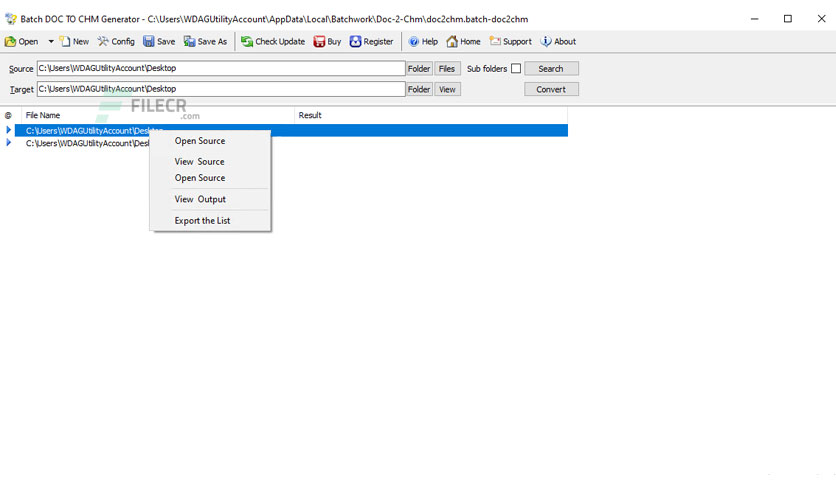 Batch DOC TO CHM Generator - C:\Users\WDAGUtilityAccount\AppData\Local\Batchwork\Doc-2-Chm\doc2chm.batch-doc2chm
Open New Config Save Save As Check Update Buy Register Help Home Support About
Source C:\Users\WDAGUtilityAccount\Desktop Folder Files Sub folders Search
Target C:\Users\WDAGUtilityAccount\Desktop Folder View Convert
FILECR
.com
@ File Name Result
C:\Users\WDAGUtilityAccount\Desktop
C:\Users\WDAGUtilityAccount\Des
Open Source
View Source
Open Source
View Output
Export the List